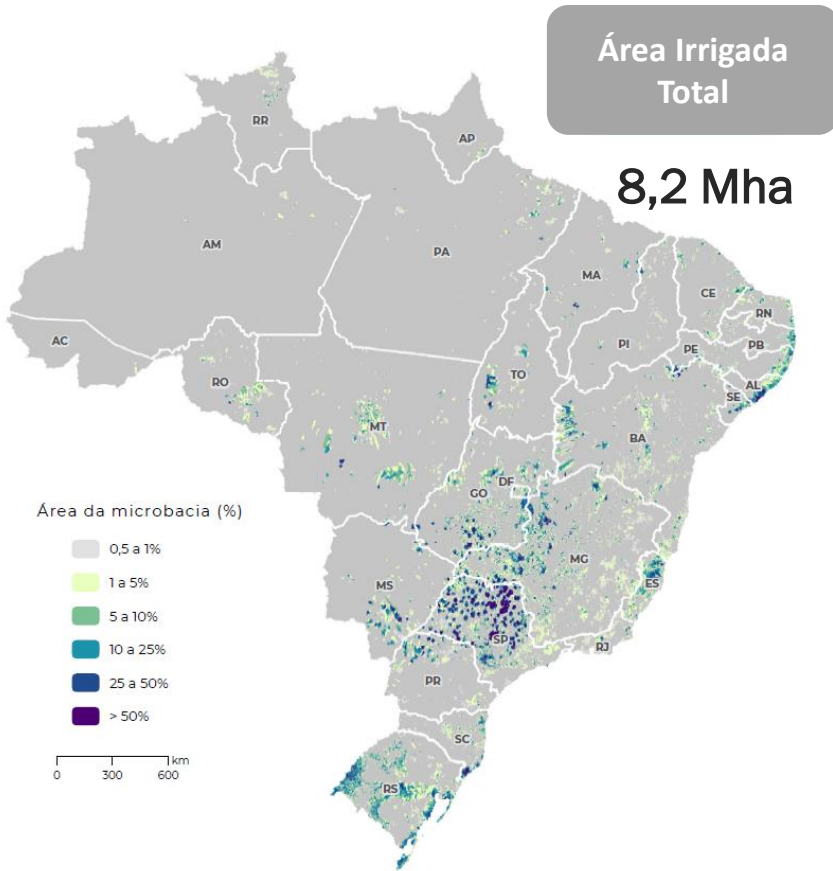 Área Irrigada
Total
8,2 Mha
RR
AP
AM
PA
MA
CE
RN
AC
PI
PE
PB
RO
TO
AL
SE
MT
BA
DF
GO
Área da microbacia (%)
0,5 a 1%
1 a 5%
5 a 10%
10 a 25%
25 a 50%
> 50%
MG
MS
ES
SP
RJ
PR
SC
RS
km
0 300 600